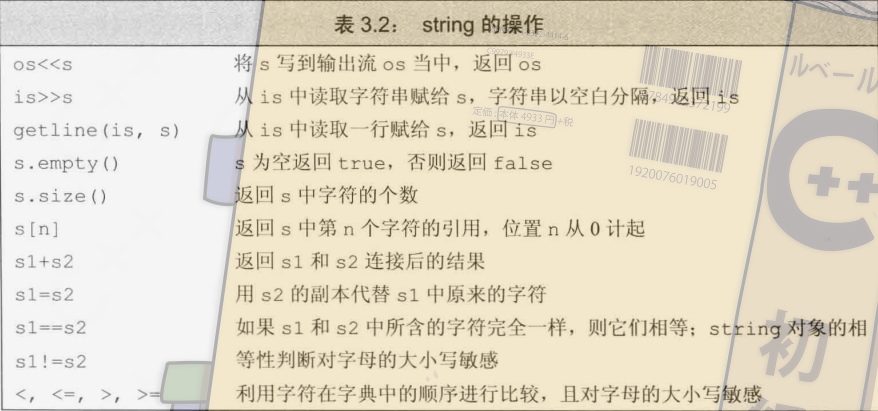 表 3.2： string 的操作
os<<s 将 s 写到输出流 os 当中，返回 os
is>>s 从 is 中读取字符串赋给 s，字符串以空白分隔，返回 is
getline(is, s) 从 is 中读取一行赋给 s，返回 is
s.empty() s 为空返回 true，否则返回 false
s.size() 返回 s 中字符的个数
s[n] 返回 s 中第 n 个字符的引用，位置 n 从 0 计起
s1+s2 返回 s1 和 s2 连接后的结果
s1=s2 用 s2 的副本代替 s1 中原来的字符
s1==s2 如果 s1 和 s2 中所含的字符完全一样，则它们相等；string 对象的相
s1!=s2 等性判断对字母的大小写敏感
<, <=, >, >= 利用字符在字典中的顺序进行比较，且对字母的大小写敏感
定価：本体 4933 円＋税
1920076019005
ルベール
C++
初